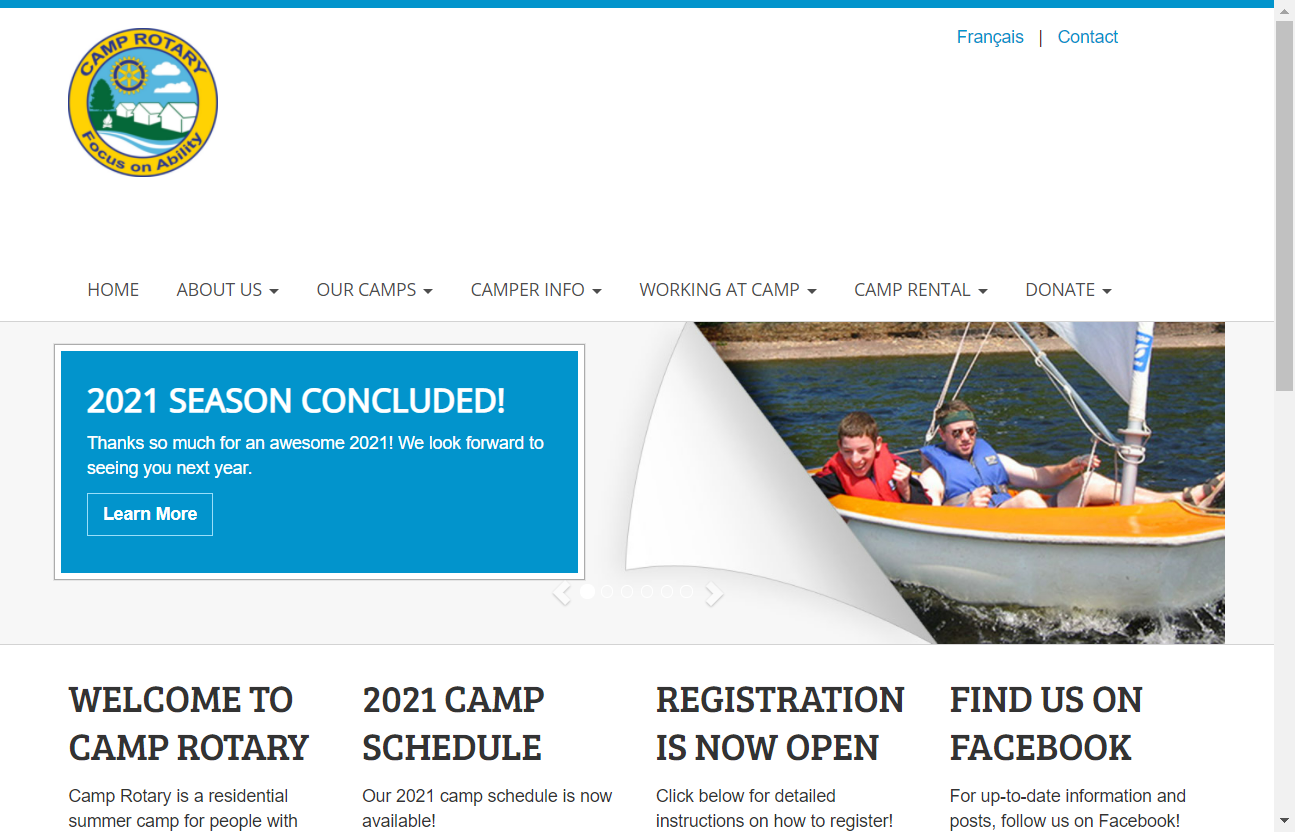 CAMP ROTARY
Focus on Ability
Français | Contact
HOME ABOUT US OUR CAMPS CAMPER INFO WORKING AT CAMP CAMP RENTAL DONATE
2021 SEASON CONCLUDED!
Thanks so much for an awesome 2021! We look forward to
seeing you next year.
Learn More
WELCOME TO
CAMP ROTARY
Camp Rotary is a residential
summer camp for people with
2021 CAMP
SCHEDULE
Our 2021 camp schedule is now
available!
REGISTRATION
IS NOW OPEN
Click below for detailed
instructions on how to register!
FIND US ON
FACEBOOK
For up-to-date information and
posts, follow us on Facebook!